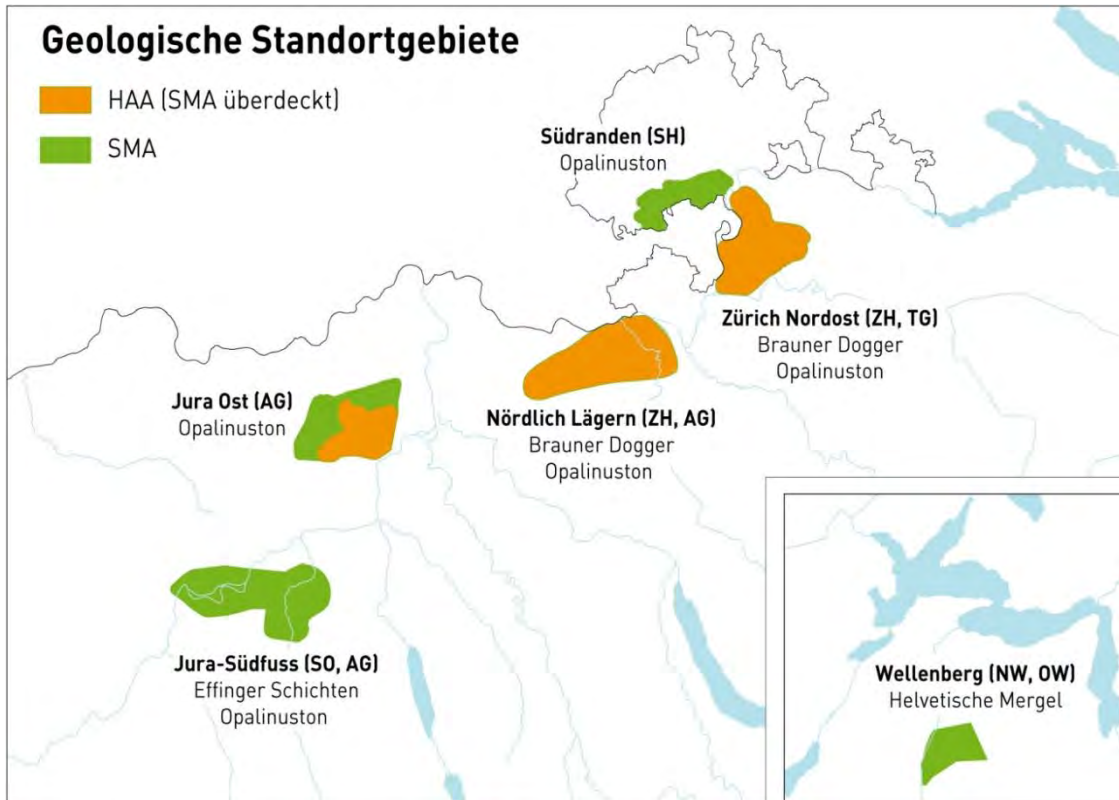 Geologische Standortgebiete
HAA (SMA überdeckt)
SMA
Südranden (SH)
Opalinuston
Zürich Nordost (ZH, TG)
Brauner Dogger
Opalinuston
Jura Ost (AG)
Opalinuston
Nördlich Lägern (ZH, AG)
Brauner Dogger
Opalinuston
Jura-Südfuss (SO, AG)
Effinger Schichten
Opalinuston
Wellenberg (NW, OW)
Helvetische Mergel